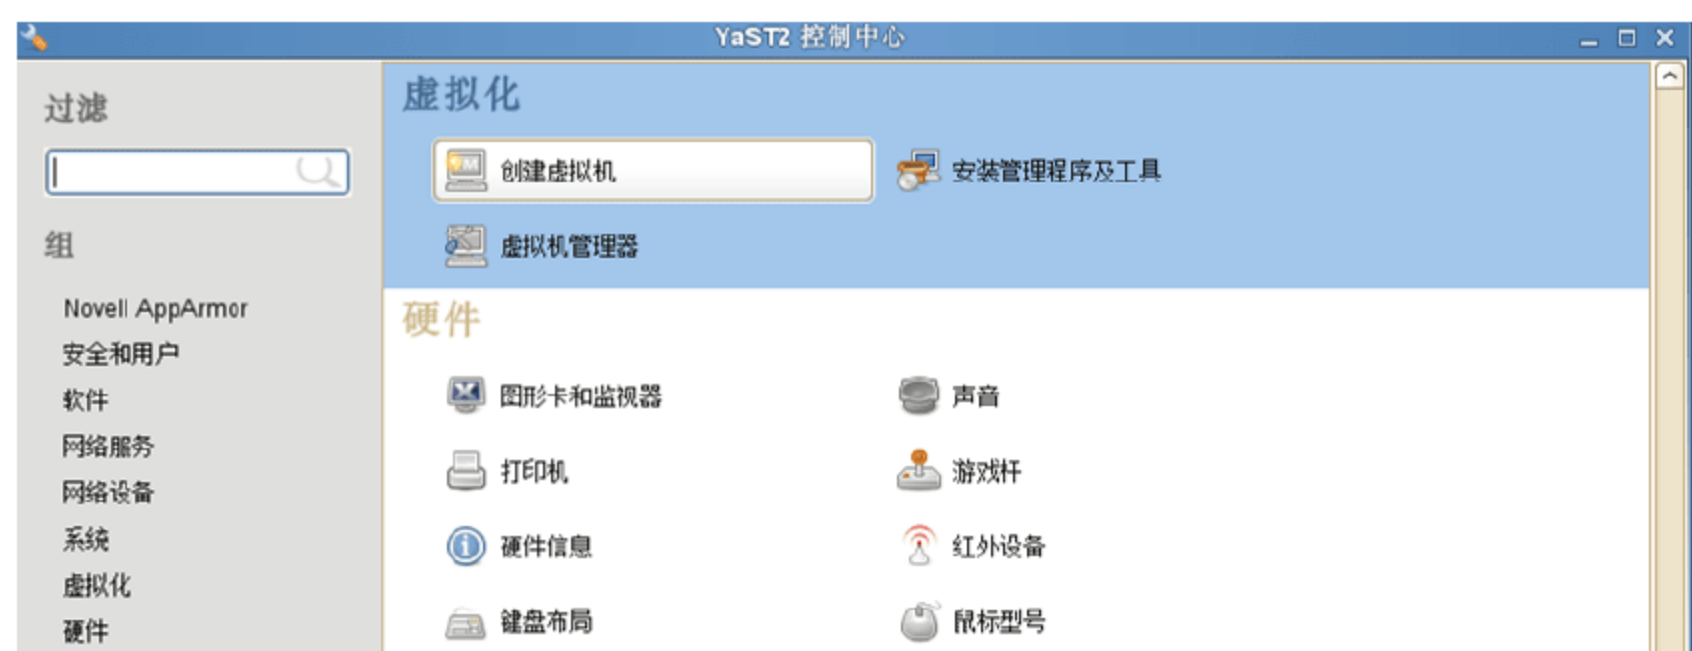 YaST2 控制中心
过滤
组
Novell AppArmor
安全和用户
软件
网络服务
网络设备
系统
虚拟化
硬件
虚拟化
创建虚拟机
安装管理程序及工具
虚拟机管理器
硬件
图形卡和监视器
声音
打印机
游戏杆
硬件信息
红外设备
键盘布局
鼠标型号